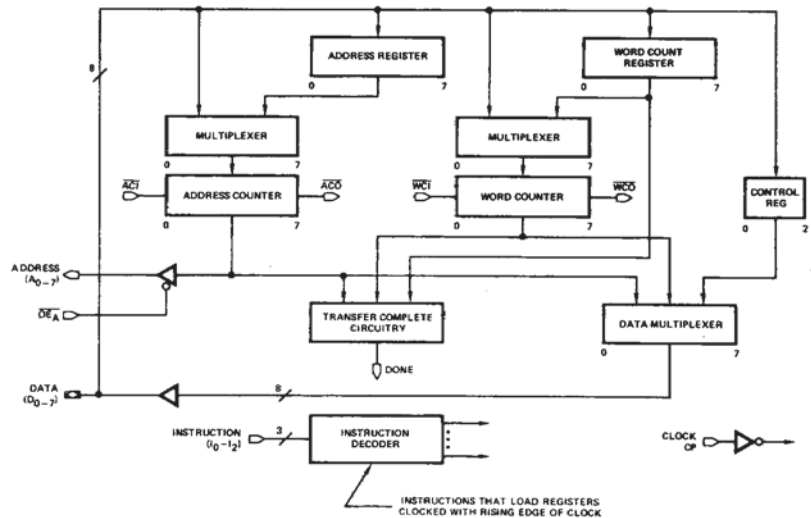 8
ADDRESS REGISTER
0 7
WORD COUNT
REGISTER
0 7
MULTIPLEXER
0 7
MULTIPLEXER
0 7
ACI
ADDRESS COUNTER
ACO
0 7
WCI
WORD COUNTER
WCO
0 7
CONTROL
REG
0 2
ADDRESS
(A0–7)
OEA
TRANSFER COMPLETE
CIRCUITRY
DONE
DATA MULTIPLEXER
0 7
DATA
(D0–7)
8
INSTRUCTION
(I0–I2)
3
INSTRUCTION
DECODER
CLOCK
CP
INSTRUCTIONS THAT LOAD REGISTERS
CLOCKED WITH RISING EDGE OF CLOCK